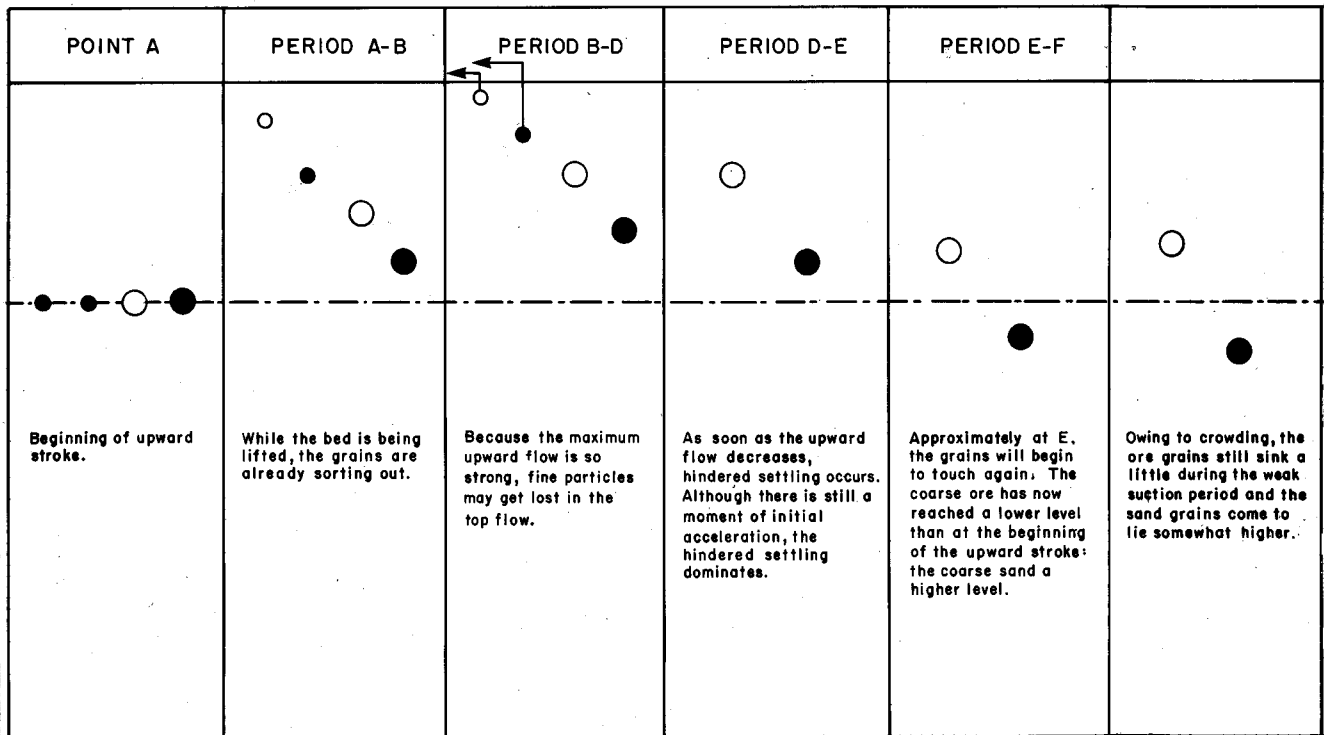 POINT A
PERIOD A-B
PERIOD B-D
PERIOD D-E
PERIOD E-F
Beginning of upward
stroke.
While the bed is being
lifted, the grains are
already sorting out.
Because the maximum
upward flow is so
strong, fine particles
may get lost in the
top flow.
As soon as the upward
flow decreases,
hindered settling occurs.
Although there is still a
moment of initial
acceleration, the
hindered settling
dominates.
Approximately at E,
the grains will begin
to touch again. The
coarse ore has now
reached a lower level
than at the beginning
of the upward stroke:
the coarse sand a
higher level.
Owing to crowding, the
ore grains still sink a
little during the weak
suction period and the
sand grains come to
lie somewhat higher.